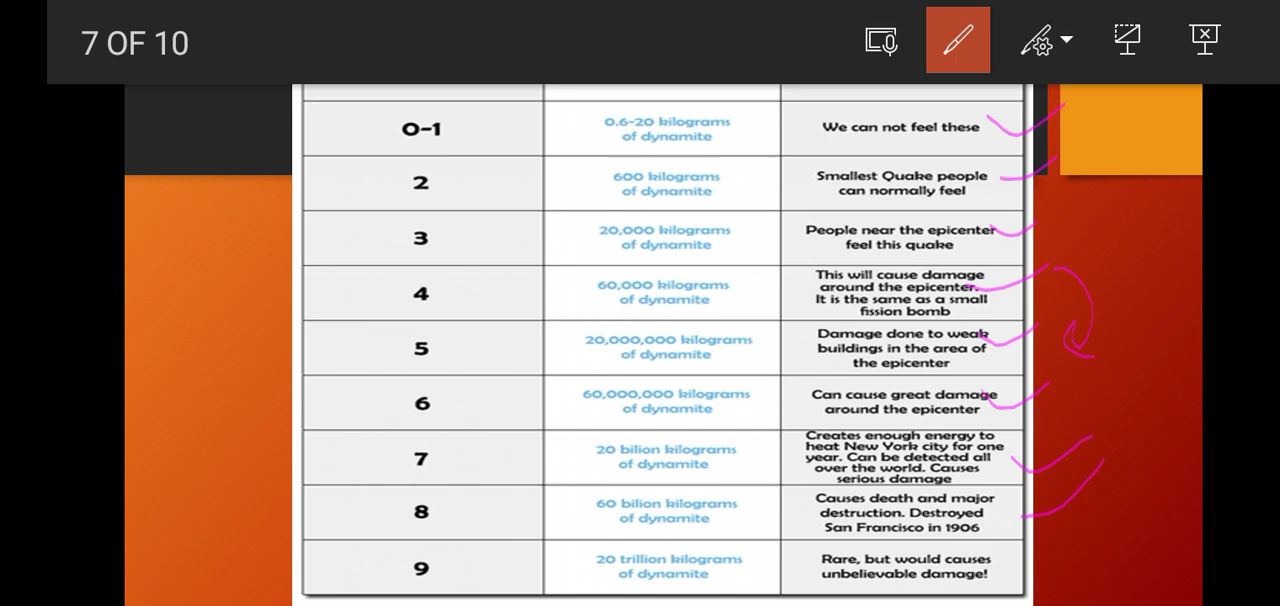 7 OF 10
0-1
0.6-20 kilograms
of dynamite
We can not feel these
2
600 kilograms
of dynamite
Smallest Quake people
can normally feel
3
20,000 kilograms
of dynamite
People near the epicenter
feel this quake
4
60,000 kilograms
of dynamite
This will cause damage
around the epicenter.
It is the same as a small
fission bomb
5
20,000,000 kilograms
of dynamite
Damage done to weak
buildings in the area of
the epicenter
6
60,000,000 kilograms
of dynamite
Can cause great damage
around the epicenter
7
20 bilion kilograms
of dynamite
Creates enough energy to
heat New York city for one
year. Can be detected all
over the world. Causes
serious damage
8
60 bilion kilograms
of dynamite
Causes death and major
destruction. Destroyed
San Francisco in 1906
9
20 trillion kilograms
of dynamite
Rare, but would causes
unbelievable damage!